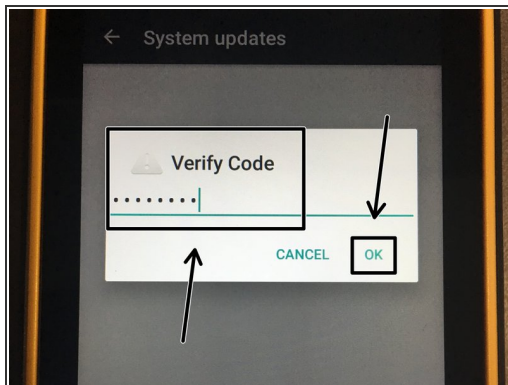 ← System updates
Verify Code
••••••••
CANCEL OK